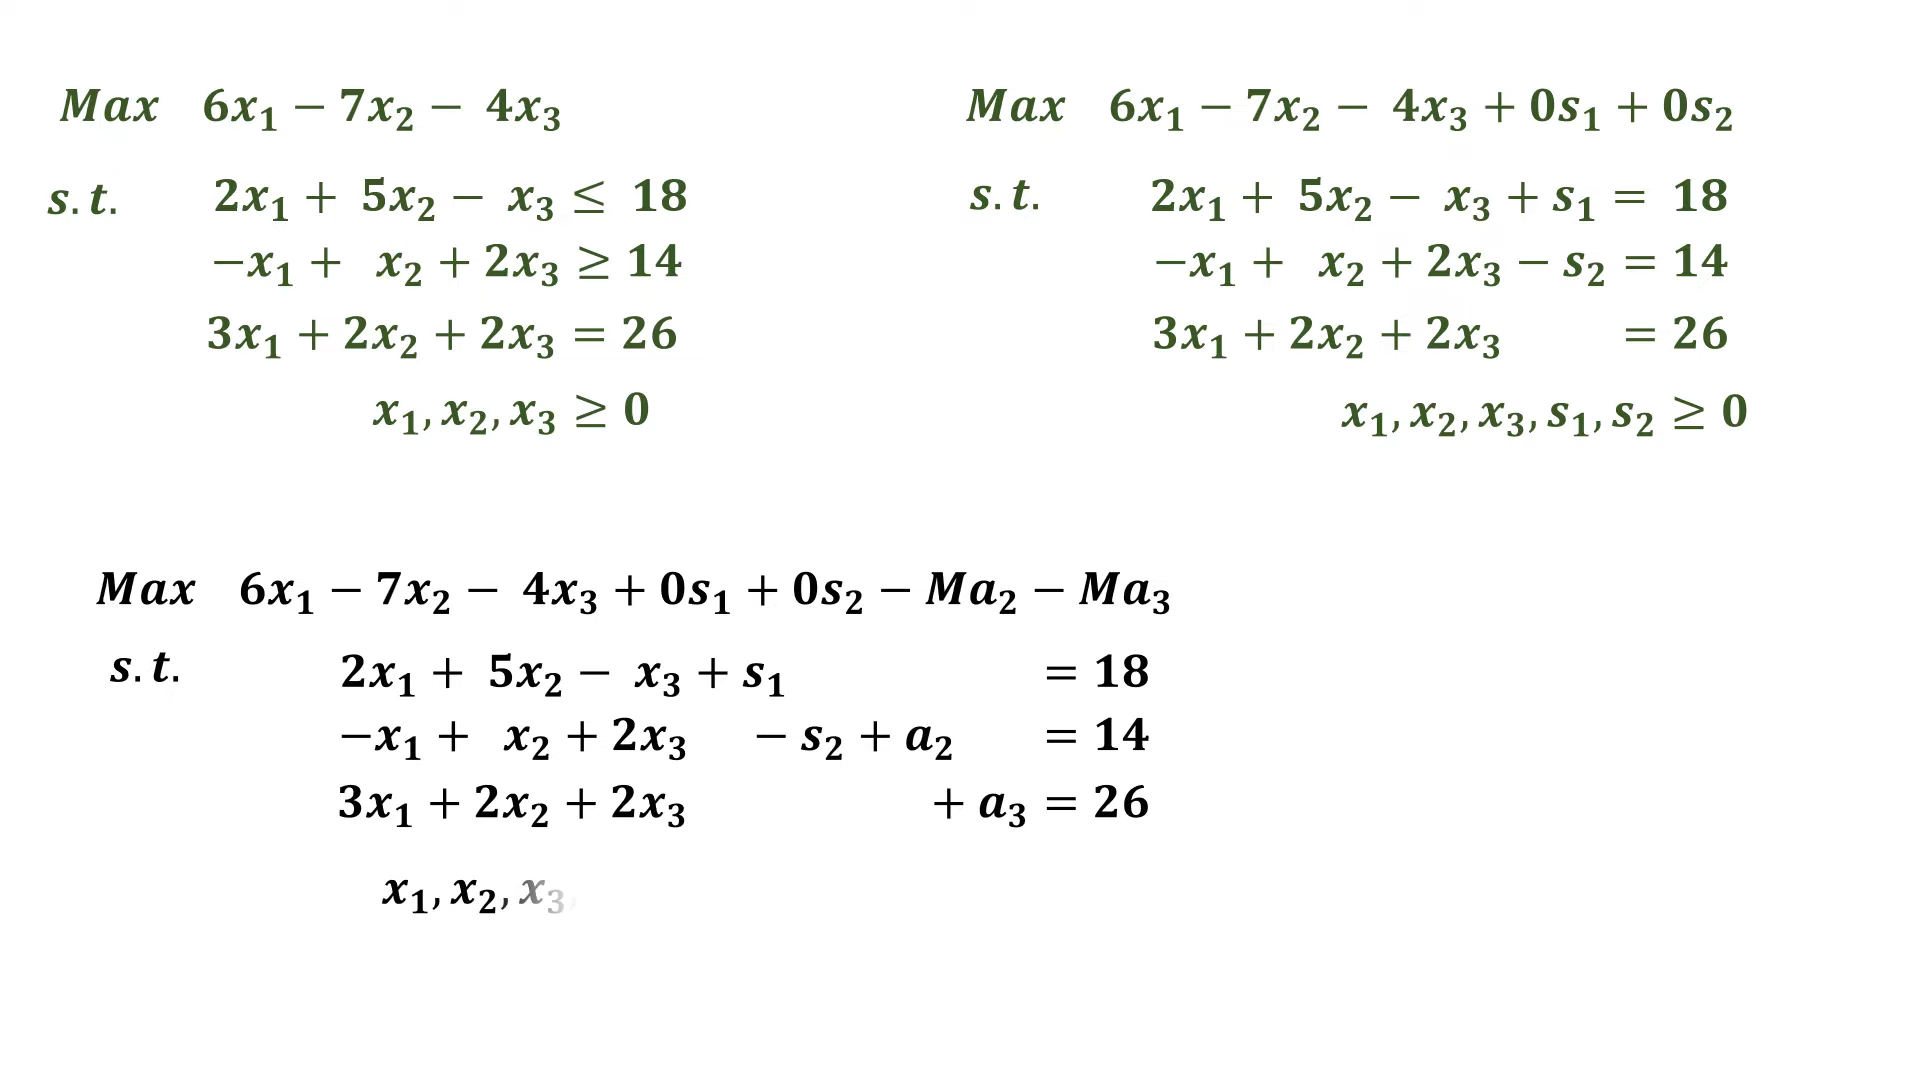 Max 6x₁ − 7x₂ − 4x₃
s.t. 2x₁ + 5x₂ − x₃ ≤ 18
−x₁ + x₂ + 2x₃ ≥ 14
3x₁ + 2x₂ + 2x₃ = 26
x₁, x₂, x₃ ≥ 0
Max 6x₁ − 7x₂ − 4x₃ + 0s₁ + 0s₂
s.t. 2x₁ + 5x₂ − x₃ + s₁ = 18
−x₁ + x₂ + 2x₃ − s₂ = 14
3x₁ + 2x₂ + 2x₃ = 26
x₁, x₂, x₃, s₁, s₂ ≥ 0
Max 6x₁ − 7x₂ − 4x₃ + 0s₁ + 0s₂ − Ma₂ − Ma₃
s.t. 2x₁ + 5x₂ − x₃ + s₁ = 18
−x₁ + x₂ + 2x₃ − s₂ + a₂ = 14
3x₁ + 2x₂ + 2x₃ + a₃ = 26
x₁, x₂, x₃,